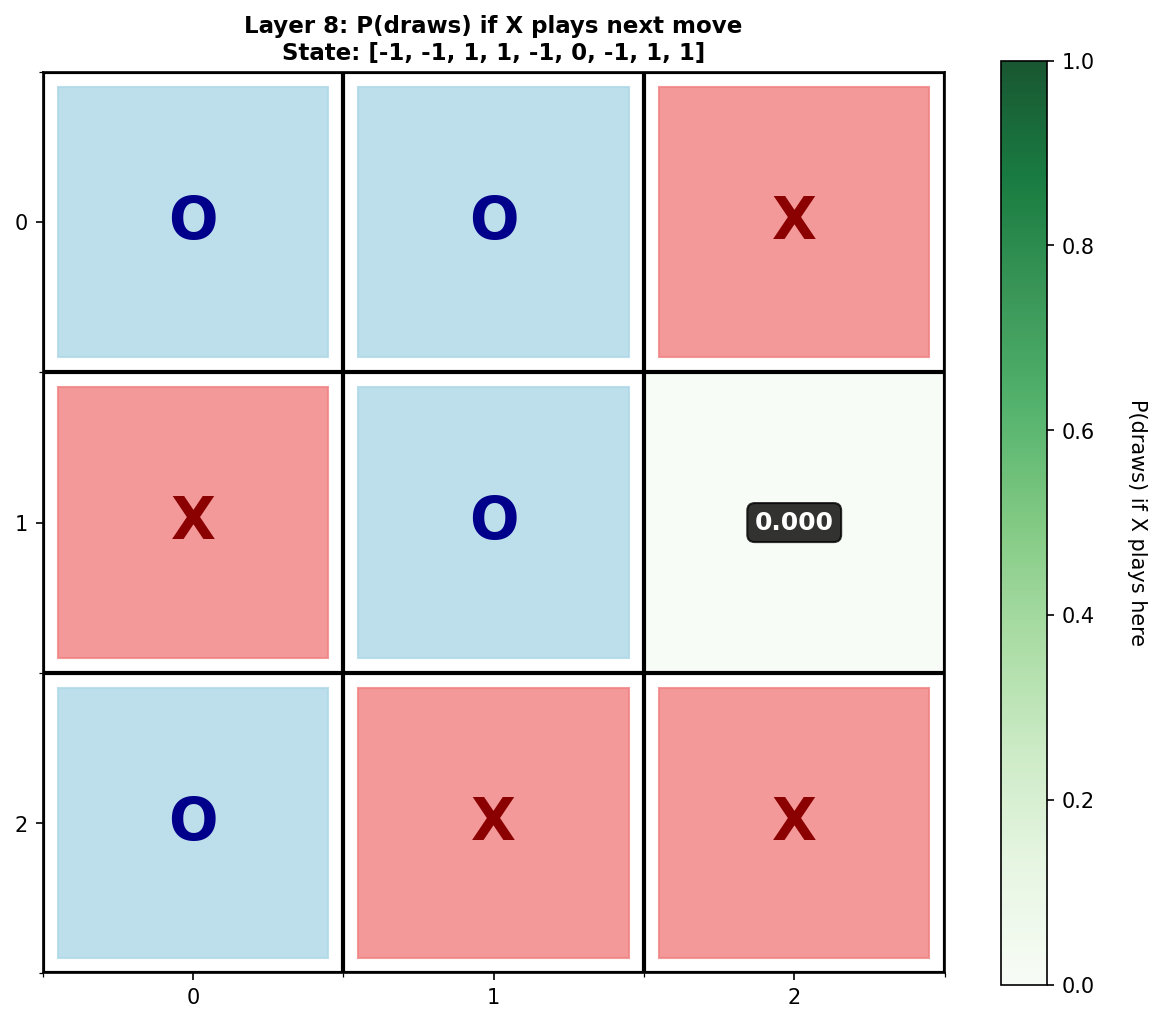 Layer 8: P(draws) if X plays next move
State: [-1, -1, 1, 1, -1, 0, -1, 1, 1]
0 O O X
1 X O 0.000
2 O X X
0 1 2
1.0
0.8
0.6
0.4
0.2
0.0
P(draws) if X plays here